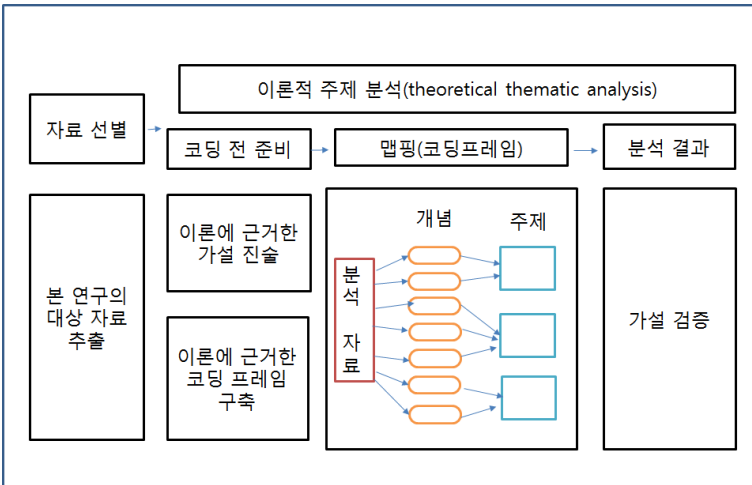 이론적 주제 분석(theoretical thematic analysis)
자료 선별
코딩 전 준비
맵핑(코딩프레임)
분석 결과
본 연구의
대상 자료
추출
이론에 근거한
가설 진술
이론에 근거한
코딩 프레임
구축
개념
주제
분
석
자
료
가설 검증